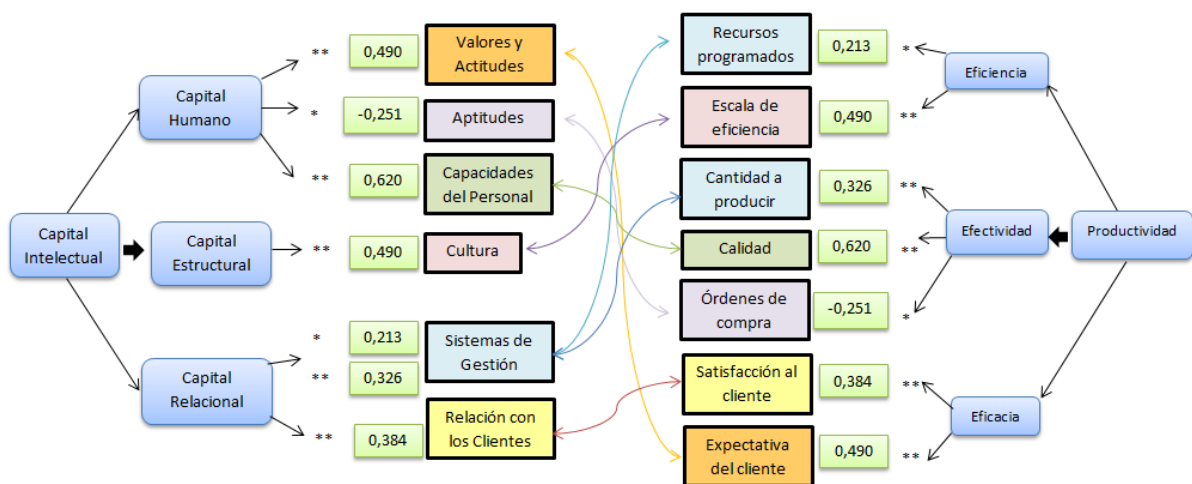 Capital
Intelectual
Capital
Humano
Capital
Estructural
Capital
Relacional
**
0,490
Valores y
Actitudes
*
-0,251
Aptitudes
**
0,620
Capacidades
del Personal
**
0,490
Cultura
*
0,213
**
0,326
Sistemas de
Gestión
**
0,384
Relación con
los Clientes
Recursos
programados
0,213
*
Escala de
eficiencia
0,490
**
Cantidad a
producir
0,326
**
Calidad
0,620
**
Órdenes de
compra
-0,251
*
Satisfacción al
cliente
0,384
**
Expectativa
del cliente
0,490
**
Eficiencia
Efectividad
Eficacia
Productividad